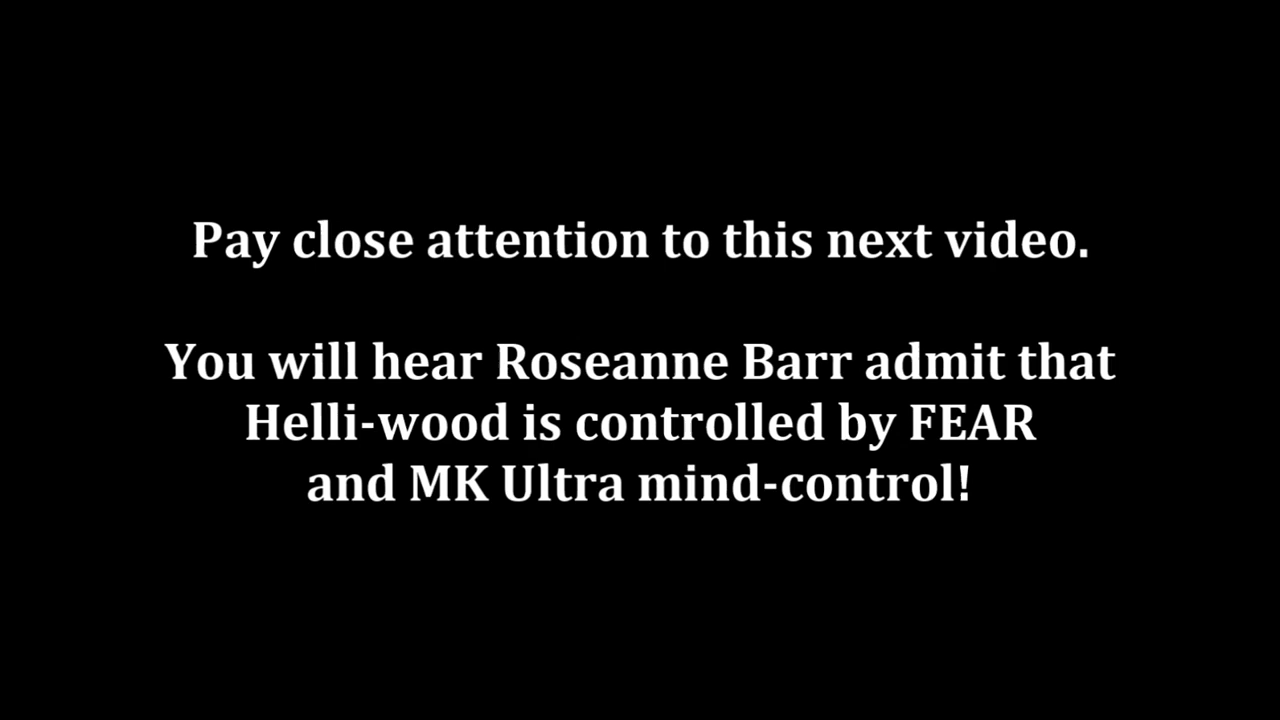 Pay close attention to this next video.
You will hear Roseanne Barr admit that
Helli-wood is controlled by FEAR
and MK Ultra mind-control!